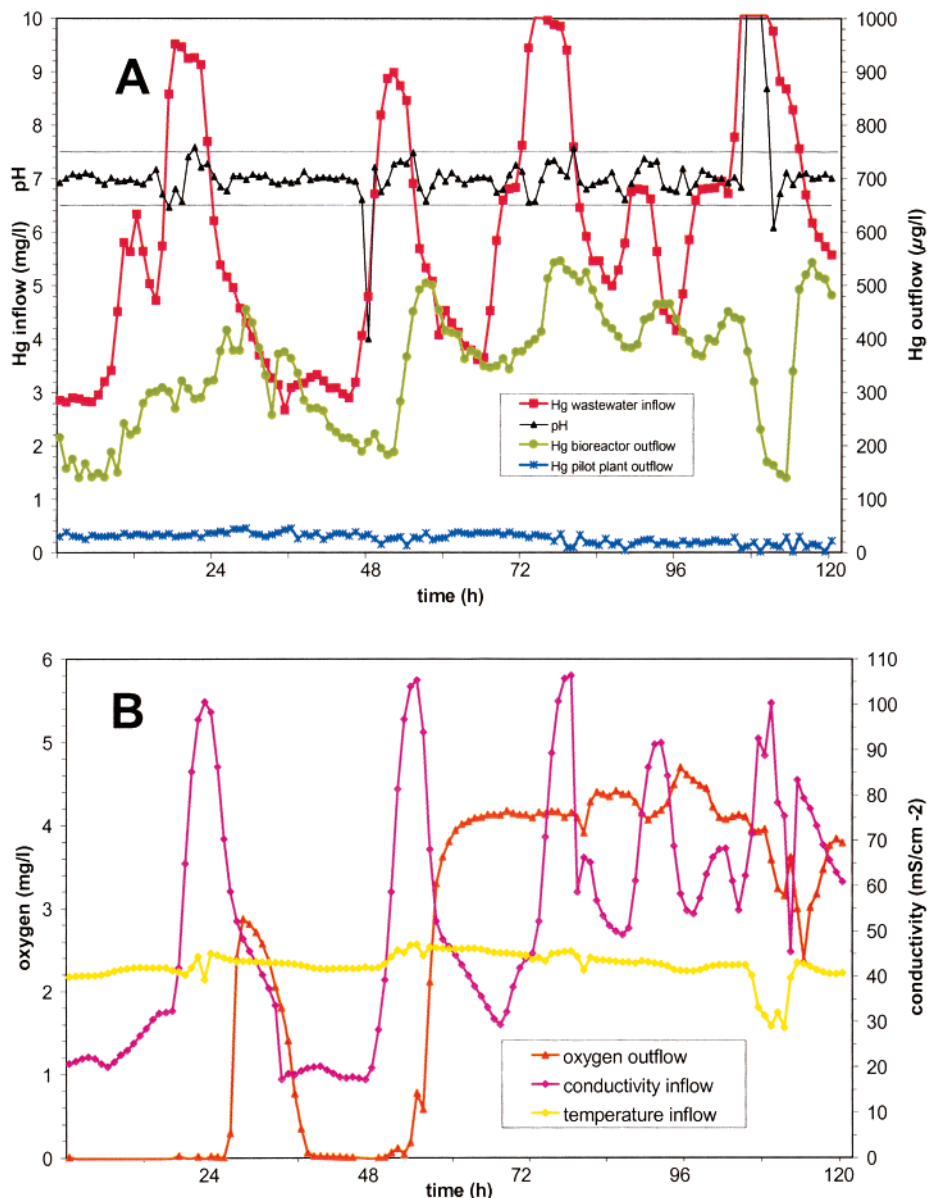 A
10
9
8
7
6
5
4
3
2
1
0
Hg inflow (mg/l) pH
1000
900
800
700
600
500
400
300
200
100
0
Hg outflow (µg/l)
Hg wastewater inflow
pH
Hg bioreactor outflow
Hg pilot plant outflow
24 48 72 96 120
time (h)
B
6
5
4
3
2
1
0
oxygen (mg/l)
110
100
90
80
70
60
50
40
30
20
10
0
conductivity (mS/cm -2)
oxygen outflow
conductivity inflow
temperature inflow
24 48 72 96 120
time (h)